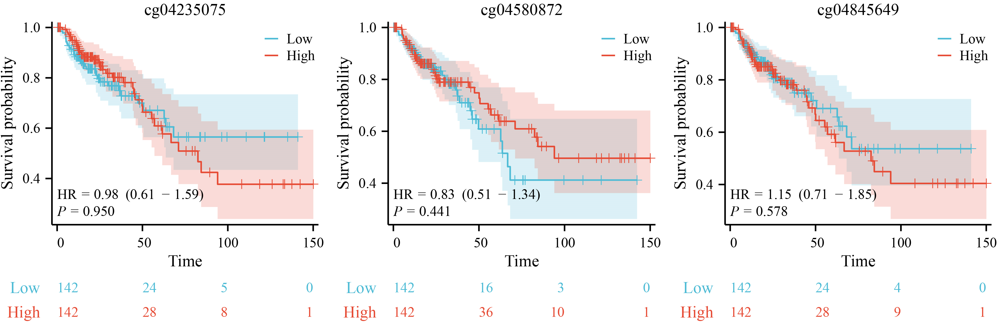 cg04235075
Survival probability
1.0
0.8
0.6
0.4
Low
High
HR = 0.98 (0.61 − 1.59)
P = 0.950
0 50 100 150
Time
Low 142 24 5 0
High 142 28 8 1
cg04580872
Survival probability
1.0
0.8
0.6
0.4
Low
High
HR = 0.83 (0.51 − 1.34)
P = 0.441
0 50 100 150
Time
Low 142 16 3 0
High 142 36 10 1
cg04845649
Survival probability
1.0
0.8
0.6
0.4
Low
High
HR = 1.15 (0.71 − 1.85)
P = 0.578
0 50 100 150
Time
Low 142 24 4 0
High 142 28 9 1